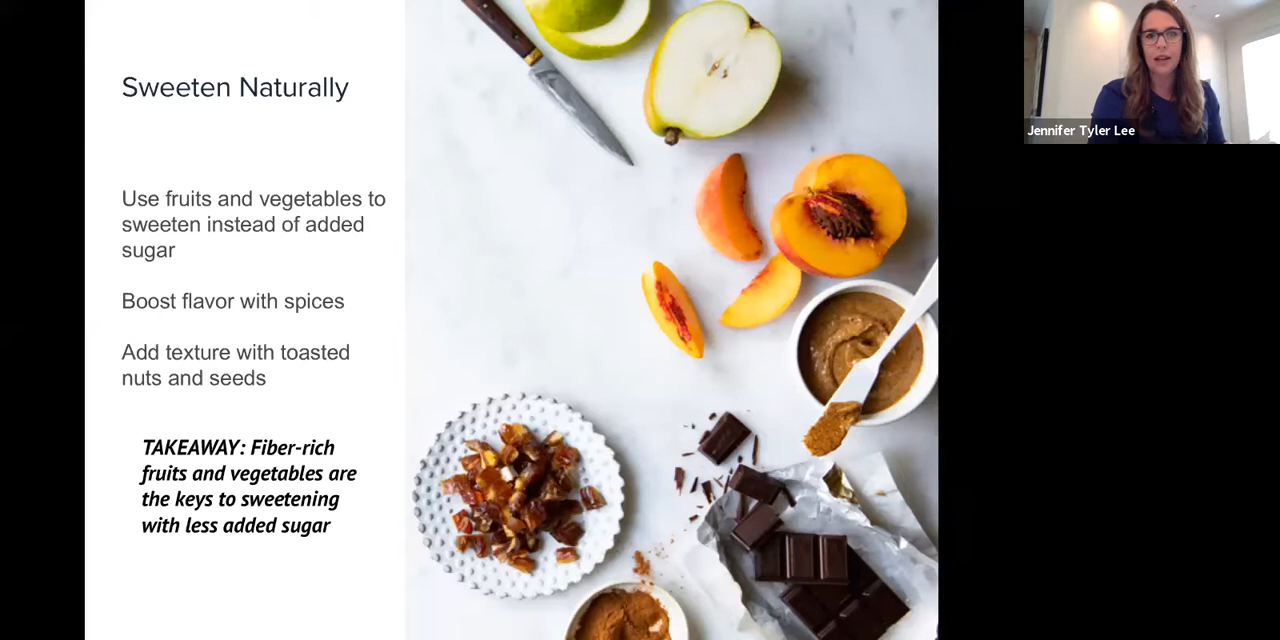 Sweeten Naturally
Use fruits and vegetables to
sweeten instead of added
sugar
Boost flavor with spices
Add texture with toasted
nuts and seeds
TAKEAWAY: Fiber-rich
fruits and vegetables are
the keys to sweetening
with less added sugar
Jennifer Tyler Lee